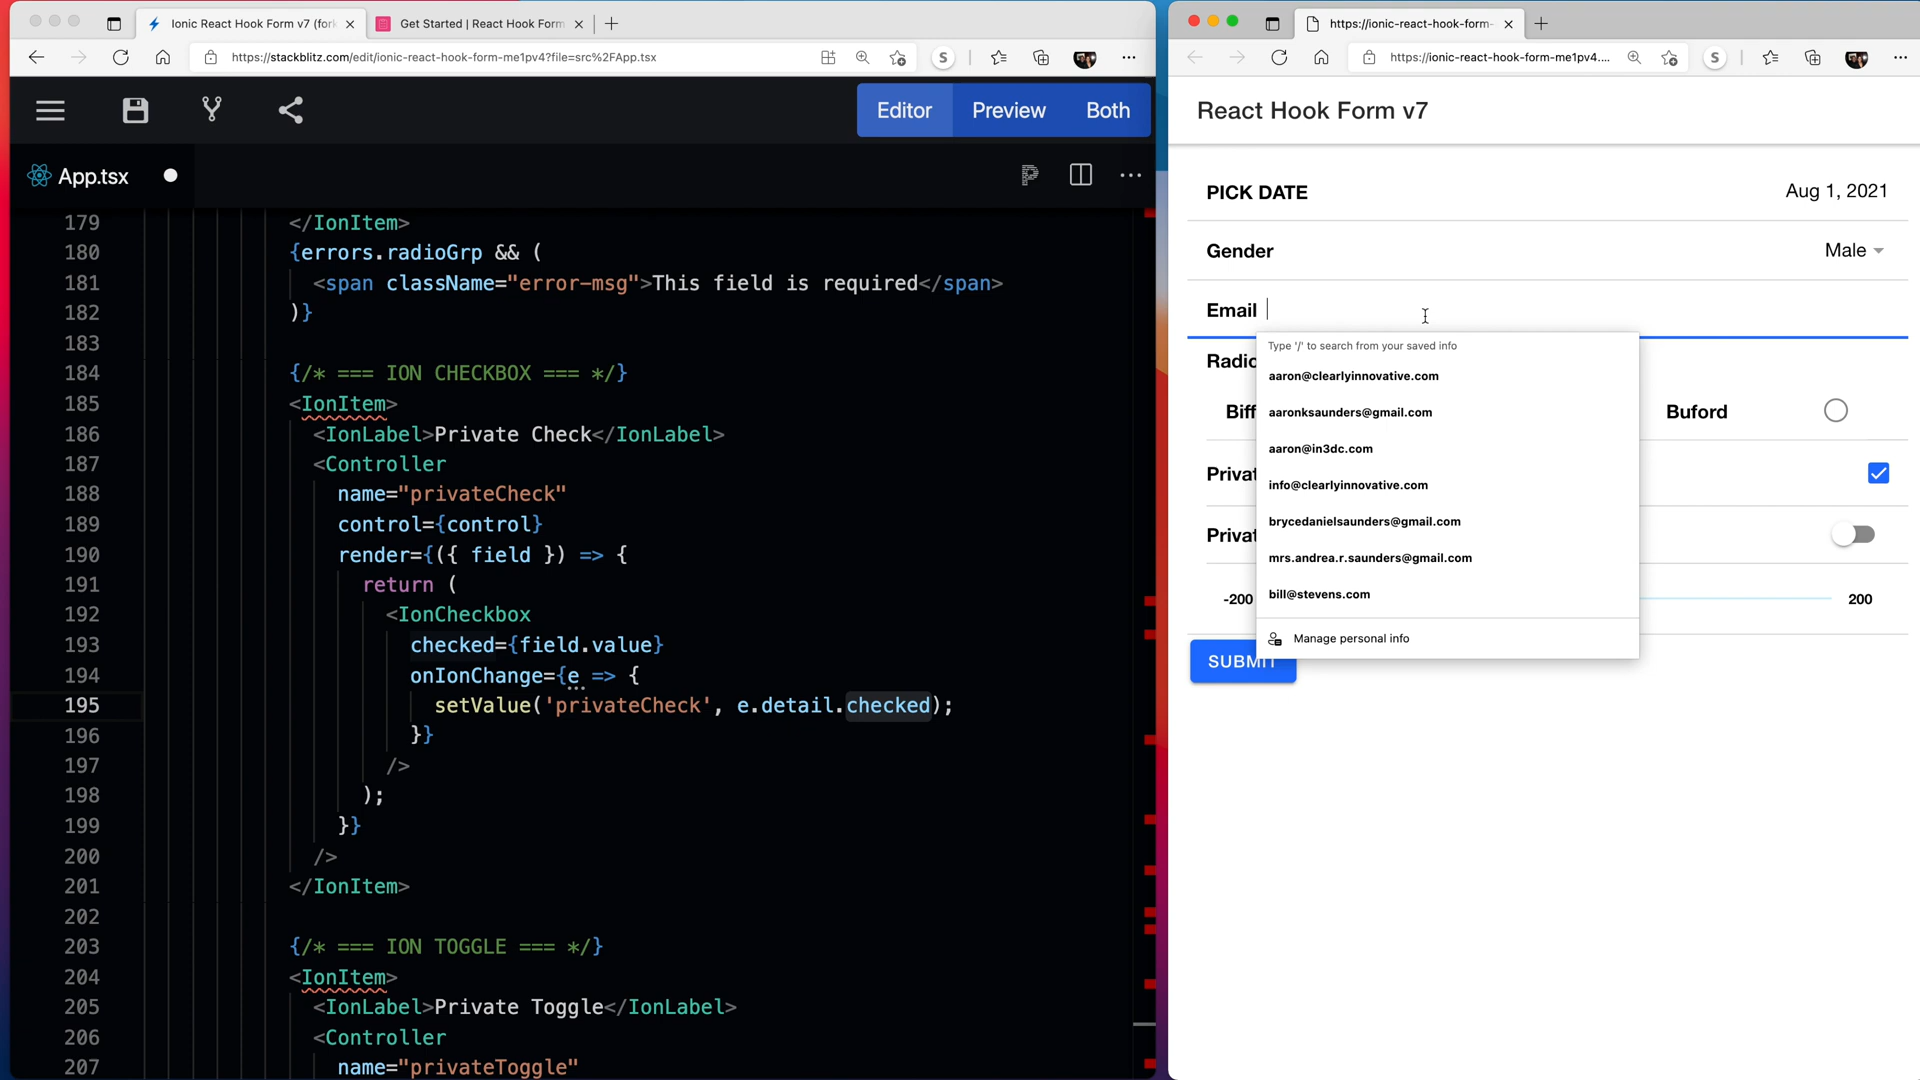 Ionic React Hook Form v7 (fork
Get Started | React Hook Form
https://stackblitz.com/edit/ionic-react-hook-form-me1pv4?file=src%2FApp.tsx
S
Editor
Preview
Both
App.tsx
179 </IonItem>
180 {errors.radioGrp && (
181 <span className="error-msg">This field is required</span>
182 )}
183
184 {/* === ION CHECKBOX === */}
185 <IonItem>
186 <IonLabel>Private Check</IonLabel>
187 <Controller
188 name="privateCheck"
189 control={control}
190 render={({ field }) => {
191 return (
192 <IonCheckbox
193 checked={field.value}
194 onIonChange={e => {
195 setValue('privateCheck', e.detail.checked);
196 }}
197 />
198 );
199 }}
200 />
201 </IonItem>
202
203 {/* === ION TOGGLE === */}
204 <IonItem>
205 <IonLabel>Private Toggle</IonLabel>
206 <Controller
207 name="privateToggle"
https://ionic-react-hook-form-
https://ionic-react-hook-form-me1pv4....
S
React Hook Form v7
PICK DATE
Aug 1, 2021
Gender
Male
Email
Type '/' to search from your saved info
aaron@clearlyinnovative.com
aaronksaunders@gmail.com
aaron@in3dc.com
info@clearlyinnovative.com
brycedanielsaunders@gmail.com
mrs.andrea.r.saunders@gmail.com
bill@stevens.com
Manage personal info
Radio
Biff
Buford
Privat
Privat
-200
200
SUBMIT